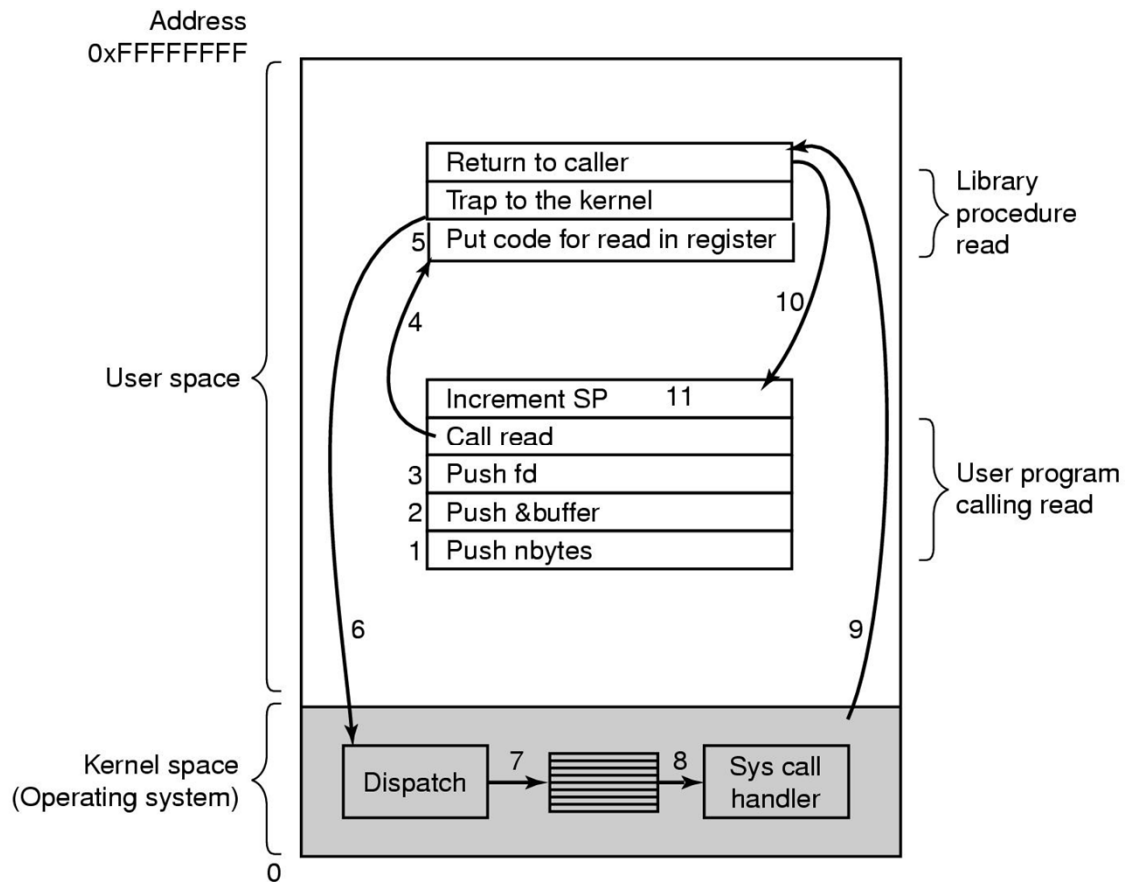 Address
0xFFFFFFFF
Return to caller
Trap to the kernel
5 Put code for read in register
Library
procedure
read
4
10
User space
Increment SP 11
Call read
3 Push fd
2 Push &buffer
1 Push nbytes
User program
calling read
6
9
Kernel space
(Operating system)
Dispatch
7
8
Sys call
handler
0